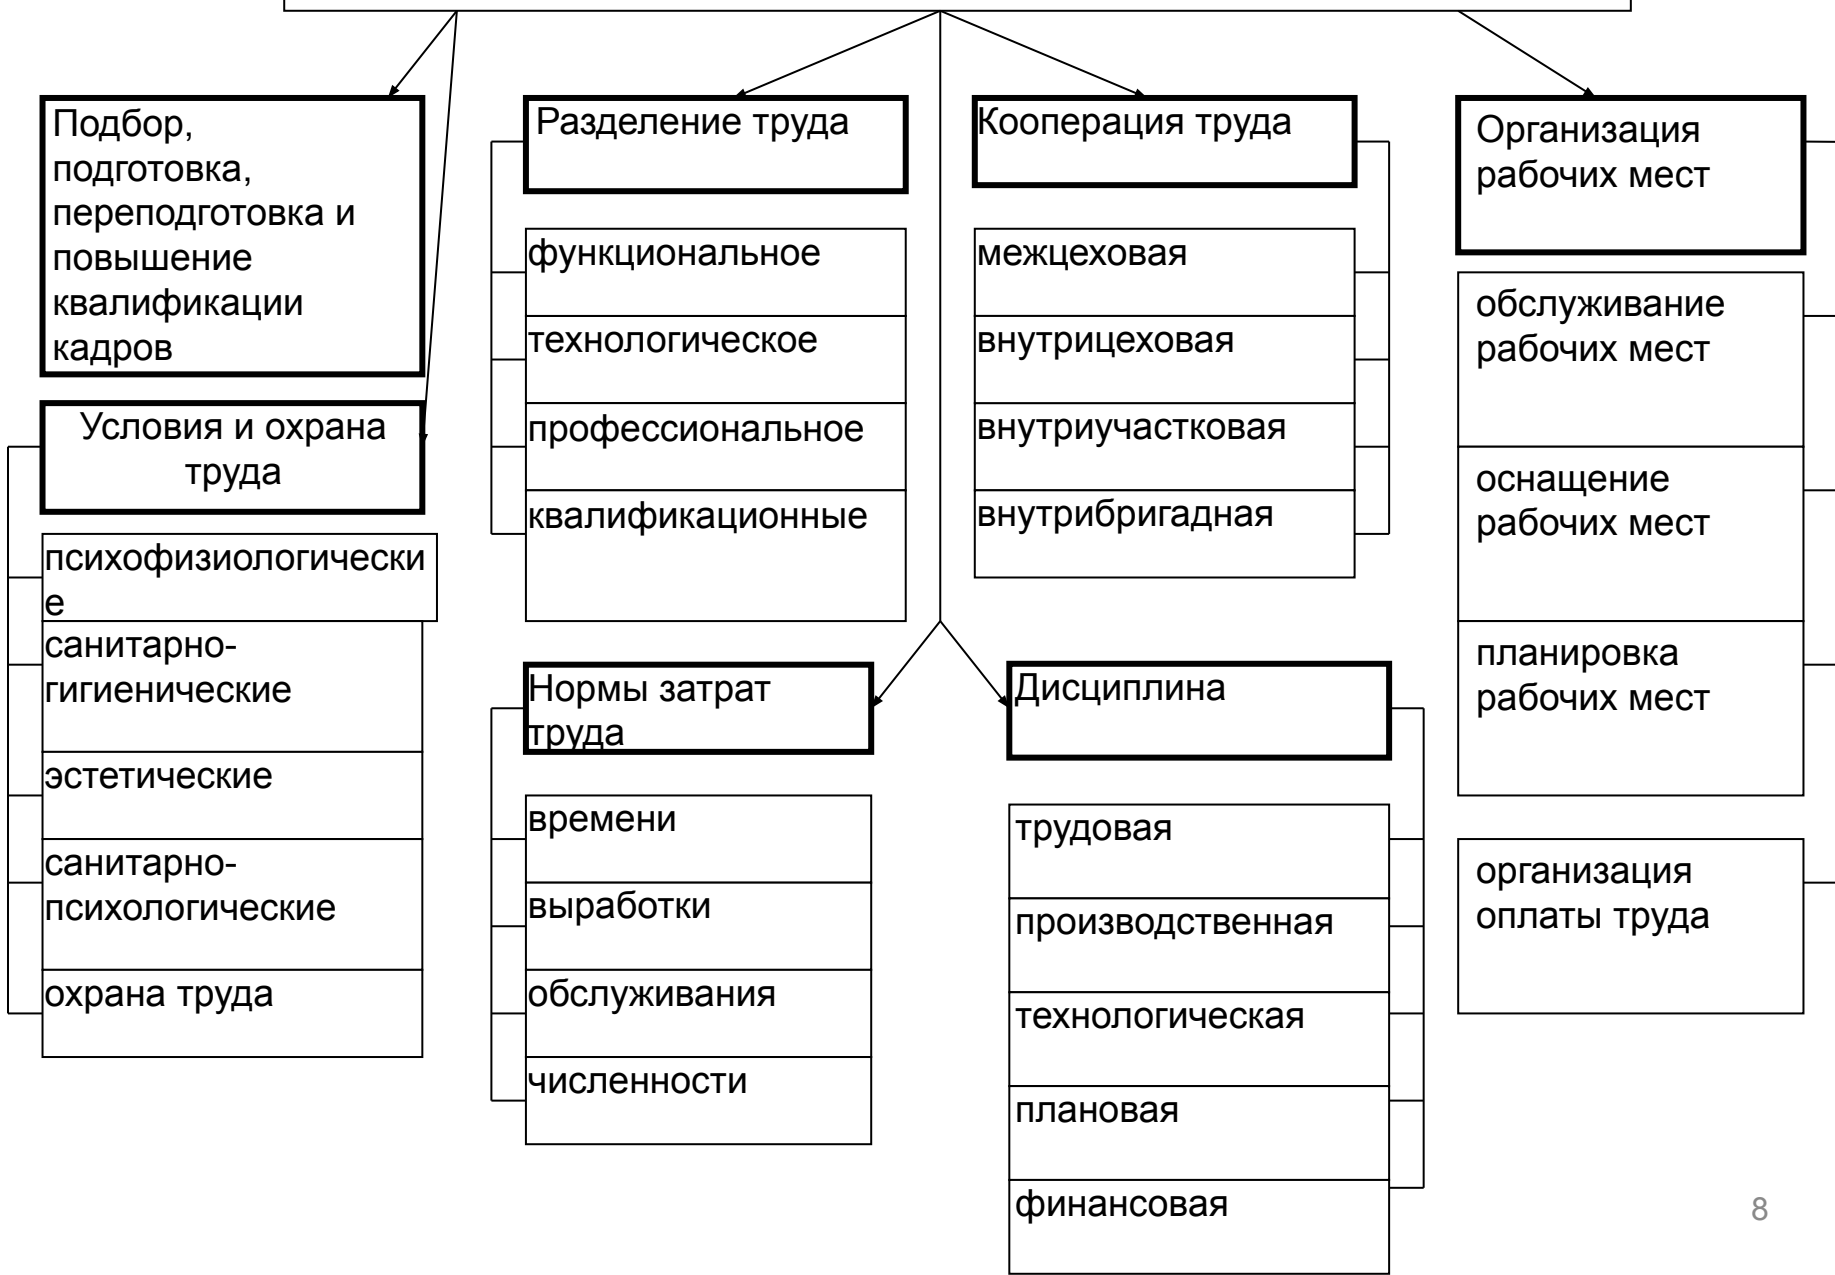 Подбор,
подготовка,
переподготовка и
повышение
квалификации
кадров
Условия и охрана
труда
психофизиологически
е
санитарно-
гигиенические
эстетические
санитарно-
психологические
охрана труда
Разделение труда
функциональное
технологическое
профессиональное
квалификационные
Нормы затрат
труда
времени
выработки
обслуживания
численности
Кооперация труда
межцеховая
внутрицеховая
внутриучастковая
внутрибригадная
Дисциплина
трудовая
производственная
технологическая
плановая
финансовая
Организация
рабочих мест
обслуживание
рабочих мест
оснащение
рабочих мест
планировка
рабочих мест
организация
оплаты труда
8